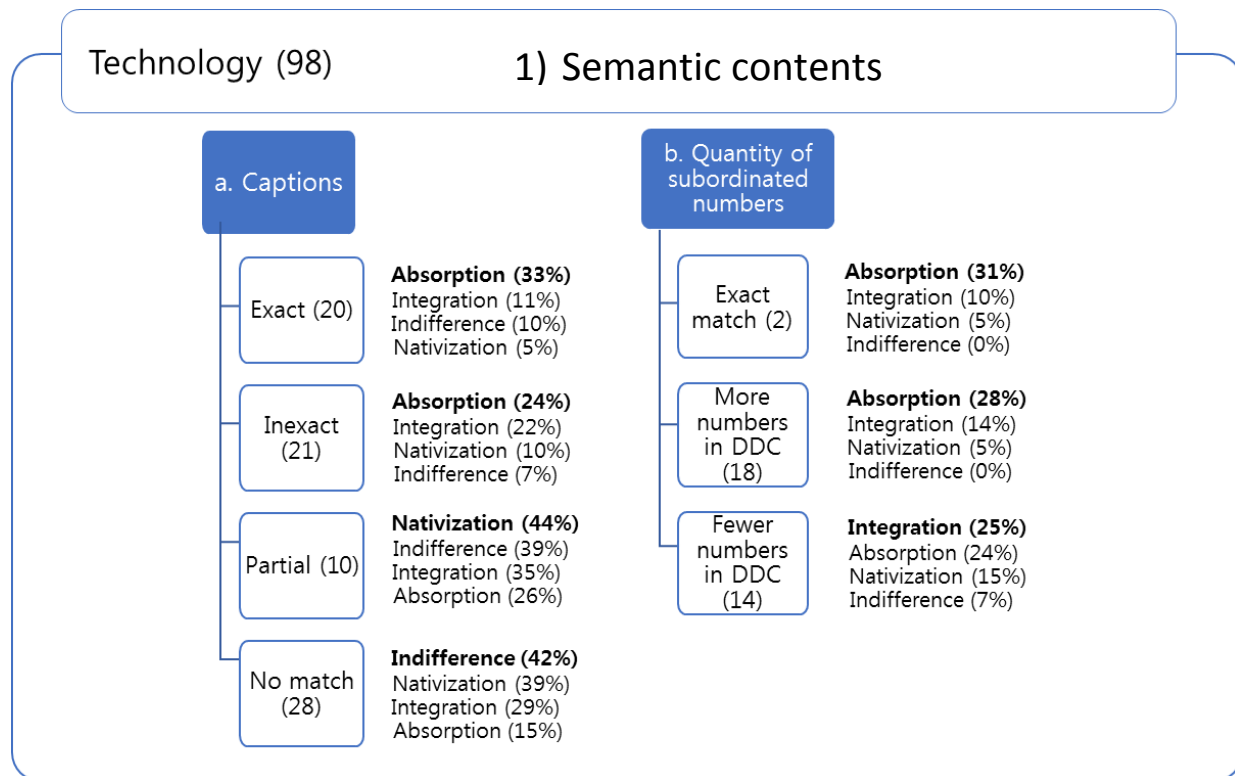 Technology (98)
1) Semantic contents
a. Captions
Exact (20)
Absorption (33%)
Integration (11%)
Indifference (10%)
Nativization (5%)
Inexact
(21)
Absorption (24%)
Integration (22%)
Nativization (10%)
Indifference (7%)
Partial (10)
Nativization (44%)
Indifference (39%)
Integration (35%)
Absorption (26%)
No match
(28)
Indifference (42%)
Nativization (39%)
Integration (29%)
Absorption (15%)
b. Quantity of
subordinated
numbers
Exact
match (2)
Absorption (31%)
Integration (10%)
Nativization (5%)
Indifference (0%)
More
numbers
in DDC
(18)
Absorption (28%)
Integration (14%)
Nativization (5%)
Indifference (0%)
Fewer
numbers
in DDC
(14)
Integration (25%)
Absorption (24%)
Nativization (15%)
Indifference (7%)